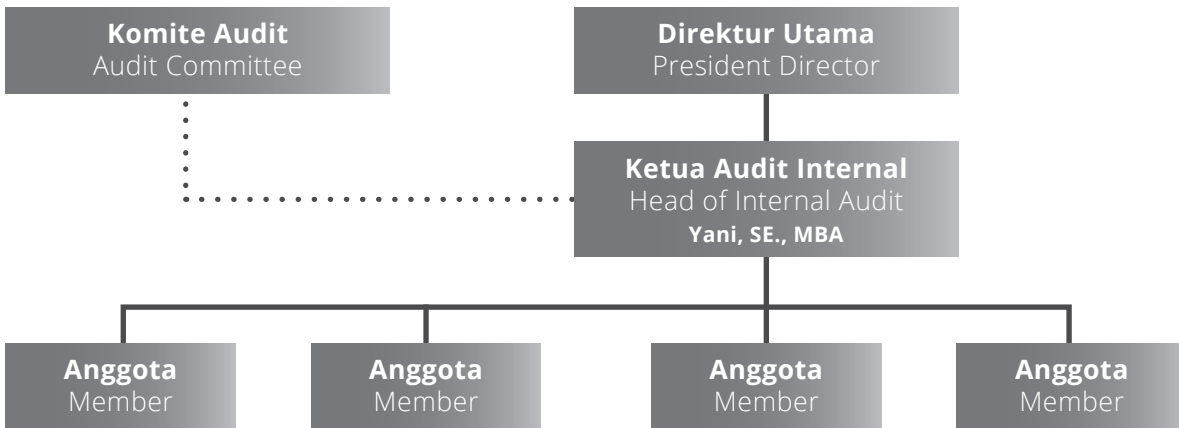 Komite Audit
Audit Committee
Direktur Utama
President Director
Ketua Audit Internal
Head of Internal Audit
Yani, SE., MBA
Anggota
Member
Anggota
Member
Anggota
Member
Anggota
Member